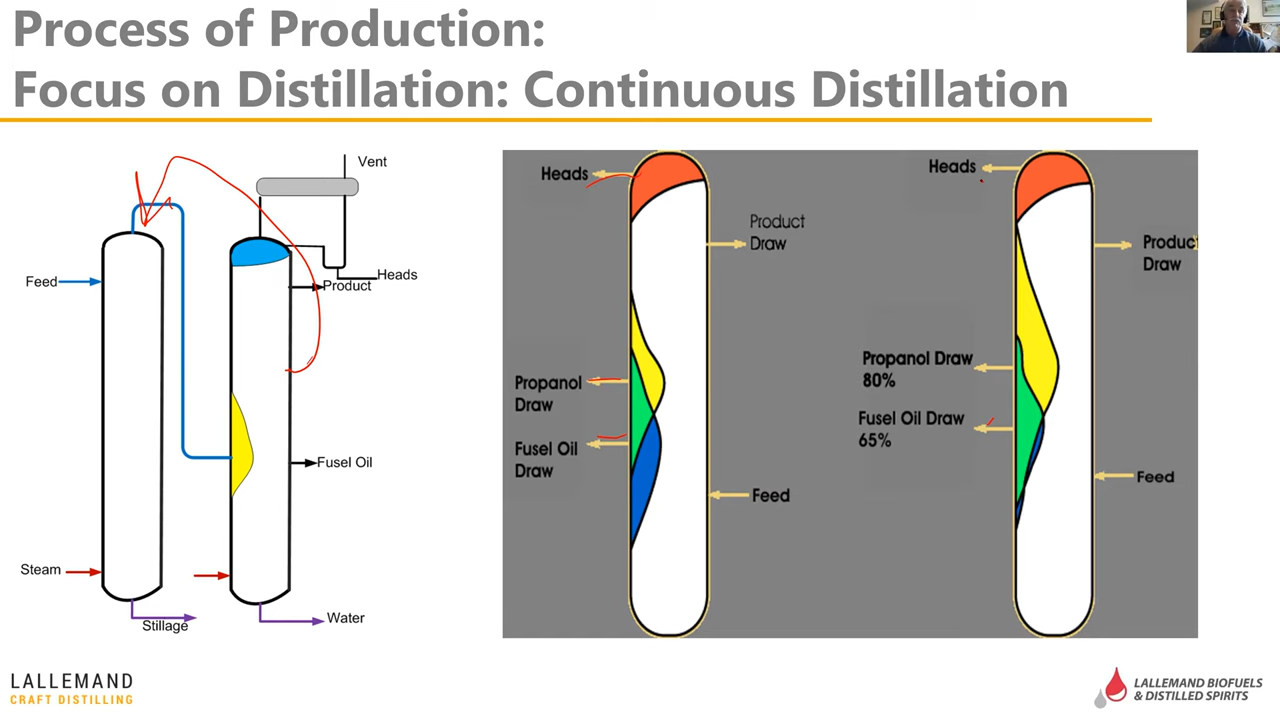 Process of Production:
Focus on Distillation: Continuous Distillation
Vent
Feed
Heads
Product
Fusel Oil
Steam
Stillage
Water
Heads
Product
Draw
Propanol
Draw
Fusel Oil
Draw
Feed
Heads
Product
Draw
Propanol Draw
80%
Fusel Oil Draw
65%
Feed
LALLEMAND
CRAFT DISTILLING
LALLEMAND BIOFUELS
& DISTILLED SPIRITS